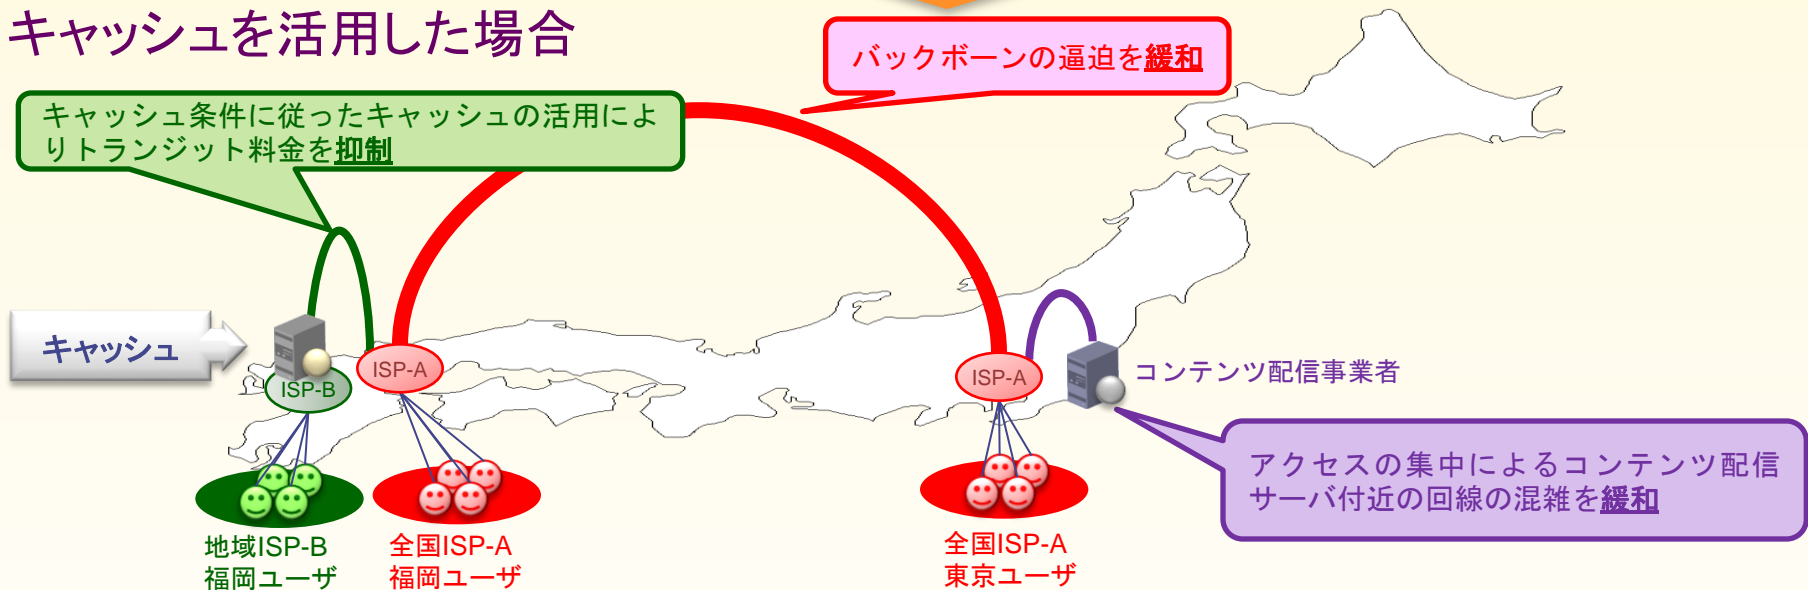 キャッシュを活用した場合
バックボーンの逼迫を緩和
キャッシュ条件に従ったキャッシュの活用によ
りトランジット料金を抑制
キャッシュ
ISP-B
ISP-A
ISP-A
コンテンツ配信事業者
アクセスの集中によるコンテンツ配信
サーバ付近の回線の混雑を緩和
地域ISP-B
福岡ユーザ
全国ISP-A
福岡ユーザ
全国ISP-A
東京ユーザ